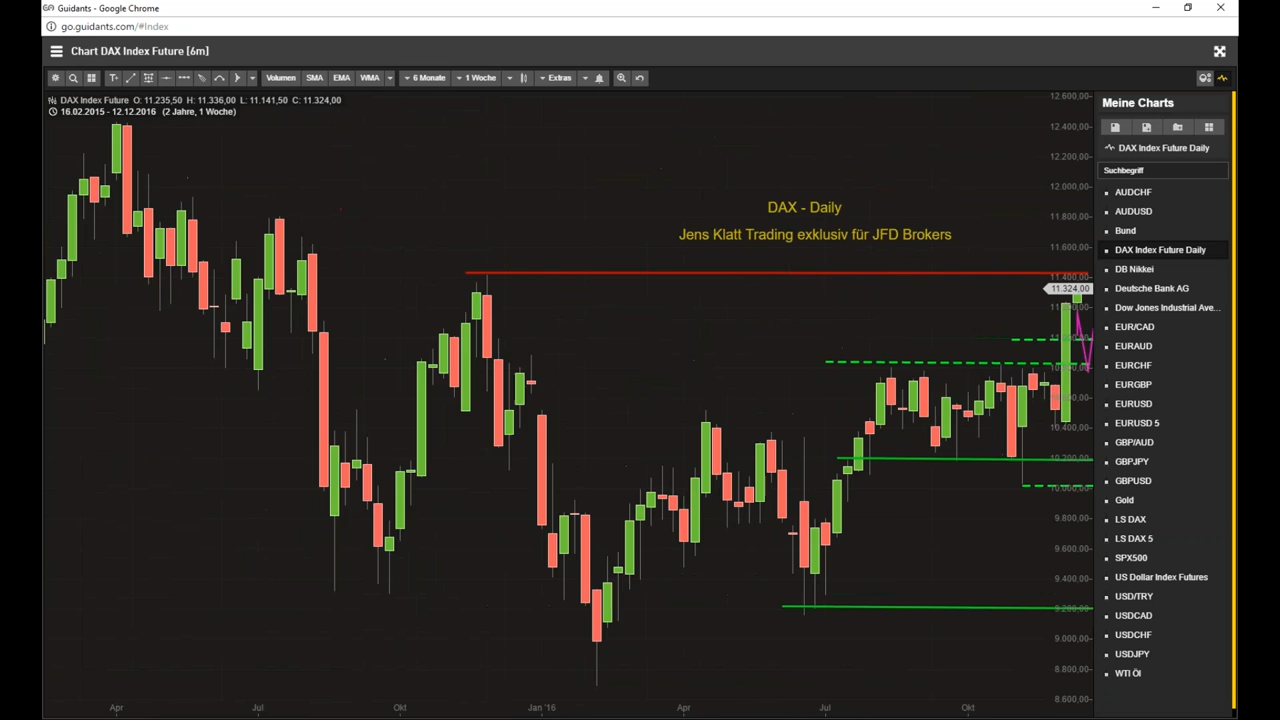 Guidants - Google Chrome
go.guidants.com/#Index
Chart DAX Index Future [6m]
Volumen SMA EMA WMA 6 Monate 1 Woche Extras
DAX Index Future O: 11.235,50 H: 11.336,00 L: 11.141,50 C: 11.324,00
16.02.2015 - 12.12.2016 (2 Jahre, 1 Woche)
DAX - Daily
Jens Klatt Trading exklusiv für JFD Brokers
12.600,00
12.400,00
12.200,00
12.000,00
11.800,00
11.600,00
11.400,00
11.324,00
10.400,00
10.200,00
10.000,00
9.800,00
9.600,00
9.400,00
9.200,00
9.000,00
8.800,00
8.600,00
Apr Jul Okt Jan '16 Apr Jul Okt
Meine Charts
DAX Index Future Daily
Suchbegriff
AUDCHF
AUDUSD
Bund
DAX Index Future Daily
DB Nikkei
Deutsche Bank AG
Dow Jones Industrial Ave...
EUR/CAD
EURAUD
EURCHF
EURGBP
EURUSD
EURUSD 5
GBP/AUD
GBPJPY
GBPUSD
Gold
LS DAX
LS DAX 5
SPX500
US Dollar Index Futures
USD/TRY
USDCAD
USDCHF
USDJPY
WTI Öl